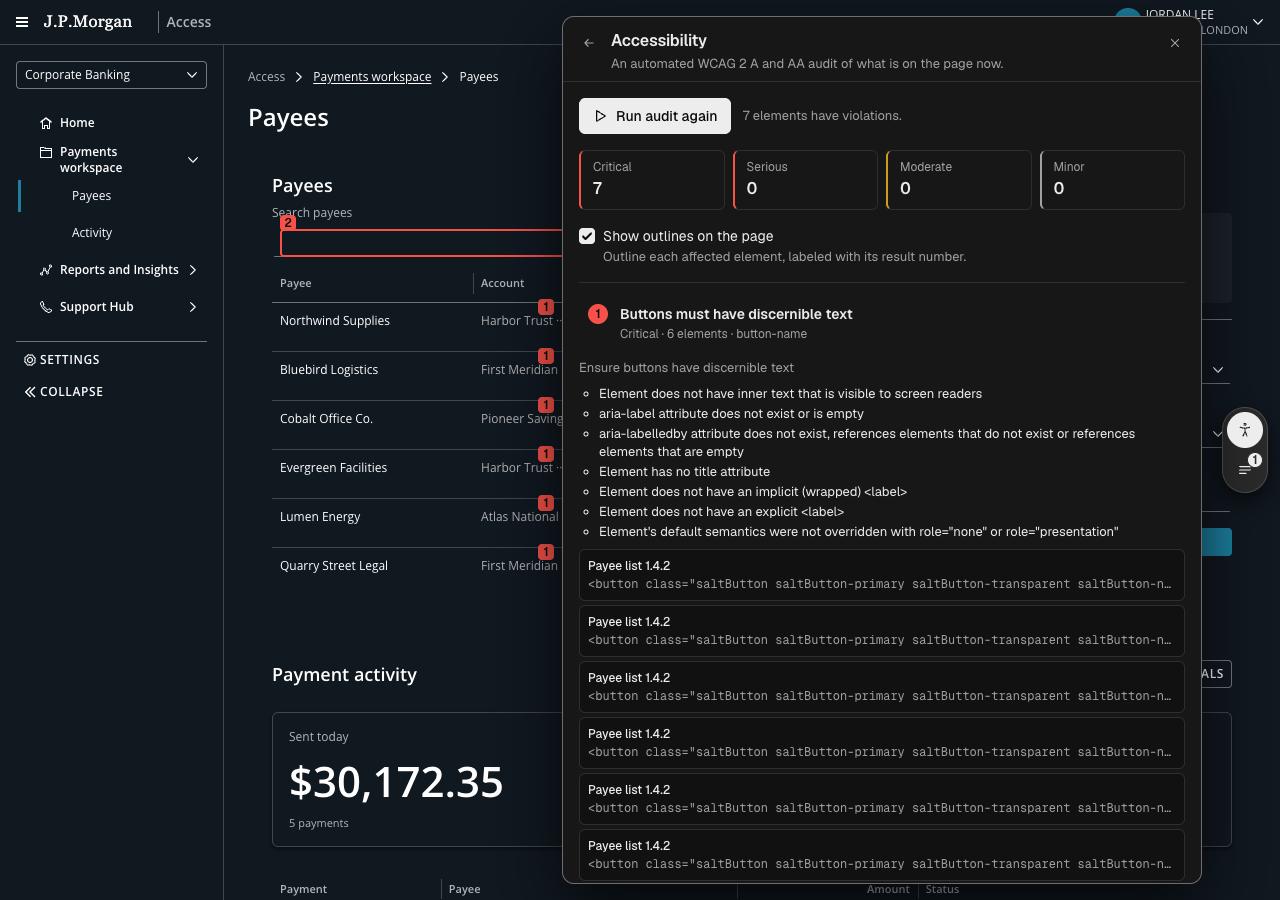 J.P.Morgan
Access
JORDAN LEE
LONDON
Corporate Banking
Home
Payments workspace
Payees
Activity
Reports and Insights
Support Hub
SETTINGS
COLLAPSE
Access
Payments workspace
Payees
Payees
Payees
Search payees
2
Payee
Account
1
Northwind Supplies
Harbor Trust ··
1
Bluebird Logistics
First Meridian
1
Cobalt Office Co.
Pioneer Saving
1
Evergreen Facilities
Harbor Trust ··
1
Lumen Energy
Atlas National
1
Quarry Street Legal
First Meridian
Payment activity
ALS
Sent today
$30,172.35
5 payments
Payment
Payee
Amount
Status
Accessibility
An automated WCAG 2 A and AA audit of what is on the page now.
Run audit again
7 elements have violations.
Critical
7
Serious
0
Moderate
0
Minor
0
Show outlines on the page
Outline each affected element, labeled with its result number.
1
Buttons must have discernible text
Critical · 6 elements · button-name
Ensure buttons have discernible text
Element does not have inner text that is visible to screen readers
aria-label attribute does not exist or is empty
aria-labelledby attribute does not exist, references elements that do not exist or references
elements that are empty
Element has no title attribute
Element does not have an implicit (wrapped) <label>
Element does not have an explicit <label>
Element's default semantics were not overridden with role="none" or role="presentation"
Payee list 1.4.2
<button class="saltButton saltButton-primary saltButton-transparent saltButton-n…
Payee list 1.4.2
<button class="saltButton saltButton-primary saltButton-transparent saltButton-n…
Payee list 1.4.2
<button class="saltButton saltButton-primary saltButton-transparent saltButton-n…
Payee list 1.4.2
<button class="saltButton saltButton-primary saltButton-transparent saltButton-n…
Payee list 1.4.2
<button class="saltButton saltButton-primary saltButton-transparent saltButton-n…
Payee list 1.4.2
<button class="saltButton saltButton-primary saltButton-transparent saltButton-n…
1